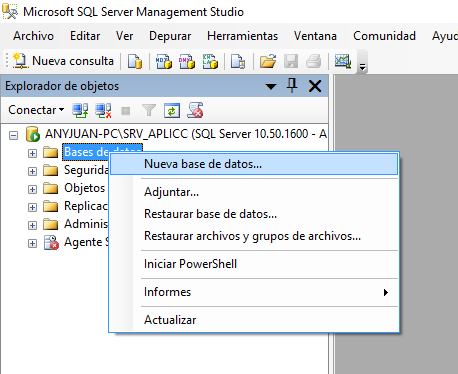 Microsoft SQL Server Management Studio
Archivo Editar Ver Depurar Herramientas Ventana Comunidad Ayud
Nueva consulta
Explorador de objetos
Conectar
ANYJUAN-PC\SRV_APLICC (SQL Server 10.50.1600 - A
Bases de datos
Nueva base de datos...
Segurida
Adjuntar...
Objetos
Restaurar base de datos...
Replicac
Restaurar archivos y grupos de archivos...
Adminis
Agente S
Iniciar PowerShell
Informes
Actualizar